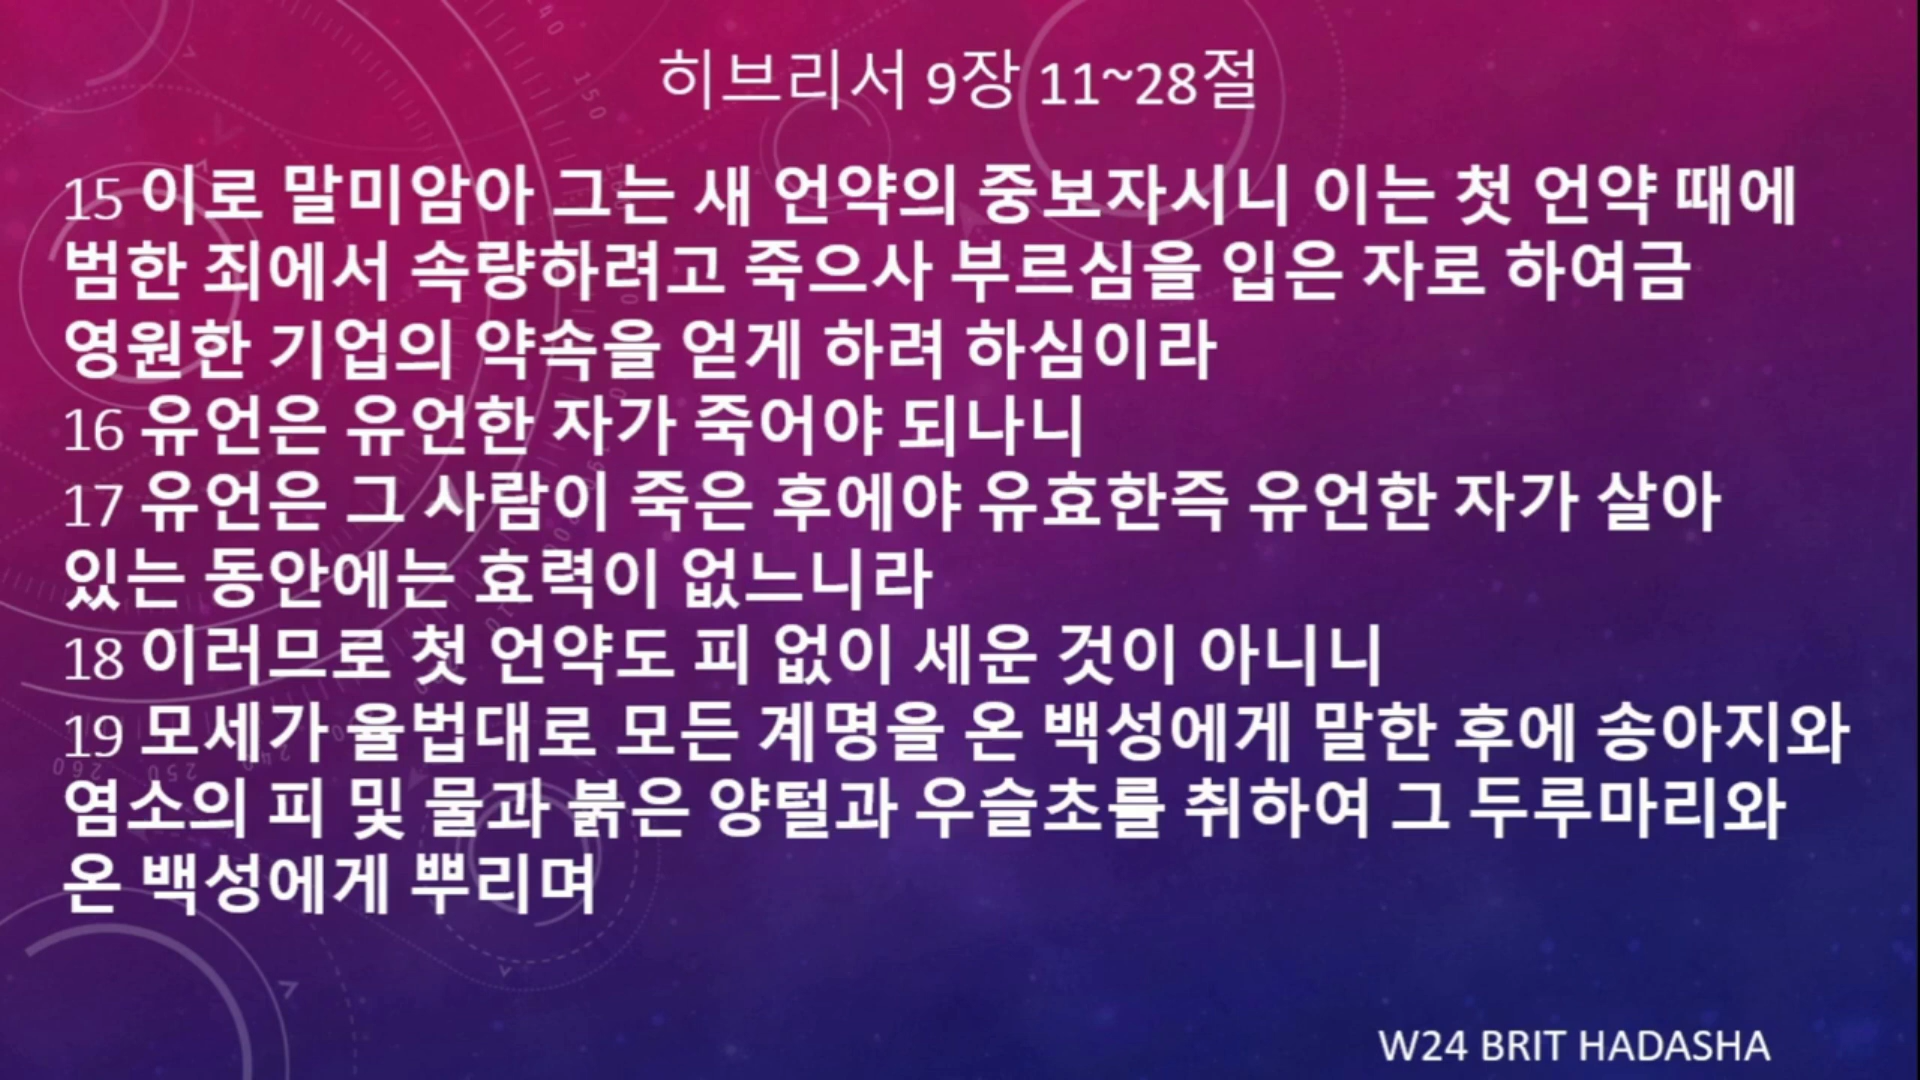 히브리서 9장 11~28절
15 이로 말미암아 그는 새 언약의 중보자시니 이는 첫 언약 때에
범한 죄에서 속량하려고 죽으사 부르심을 입은 자로 하여금
영원한 기업의 약속을 얻게 하려 하심이라
16 유언은 유언한 자가 죽어야 되나니
17 유언은 그 사람이 죽은 후에야 유효한즉 유언한 자가 살아
있는 동안에는 효력이 없느니라
18 이러므로 첫 언약도 피 없이 세운 것이 아니니
19 모세가 율법대로 모든 계명을 온 백성에게 말한 후에 송아지와
염소의 피 및 물과 붉은 양털과 우슬초를 취하여 그 두루마리와
온 백성에게 뿌리며
260 250 240
150
240
W24 BRIT HADASHA